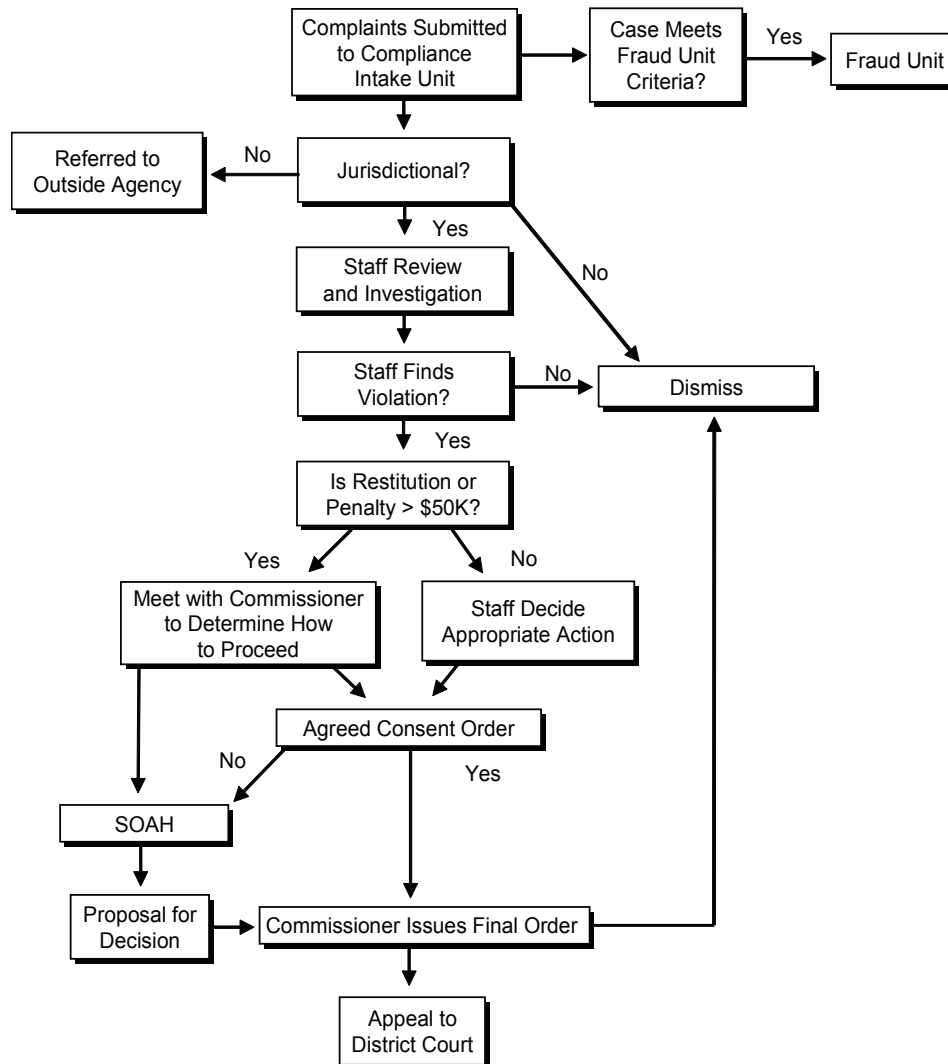 Complaints Submitted
to Compliance
Intake Unit
Case Meets
Fraud Unit
Criteria?
Yes
Fraud Unit
Referred to
Outside Agency
No
Jurisdictional?
Yes
No
Staff Review
and Investigation
Staff Finds
Violation?
No
Dismiss
Yes
Is Restitution or
Penalty > $50K?
Yes
No
Meet with Commissioner
to Determine How
to Proceed
Staff Decide
Appropriate Action
Agreed Consent Order
No
Yes
SOAH
Proposal for
Decision
Commissioner Issues Final Order
Appeal to
District Court